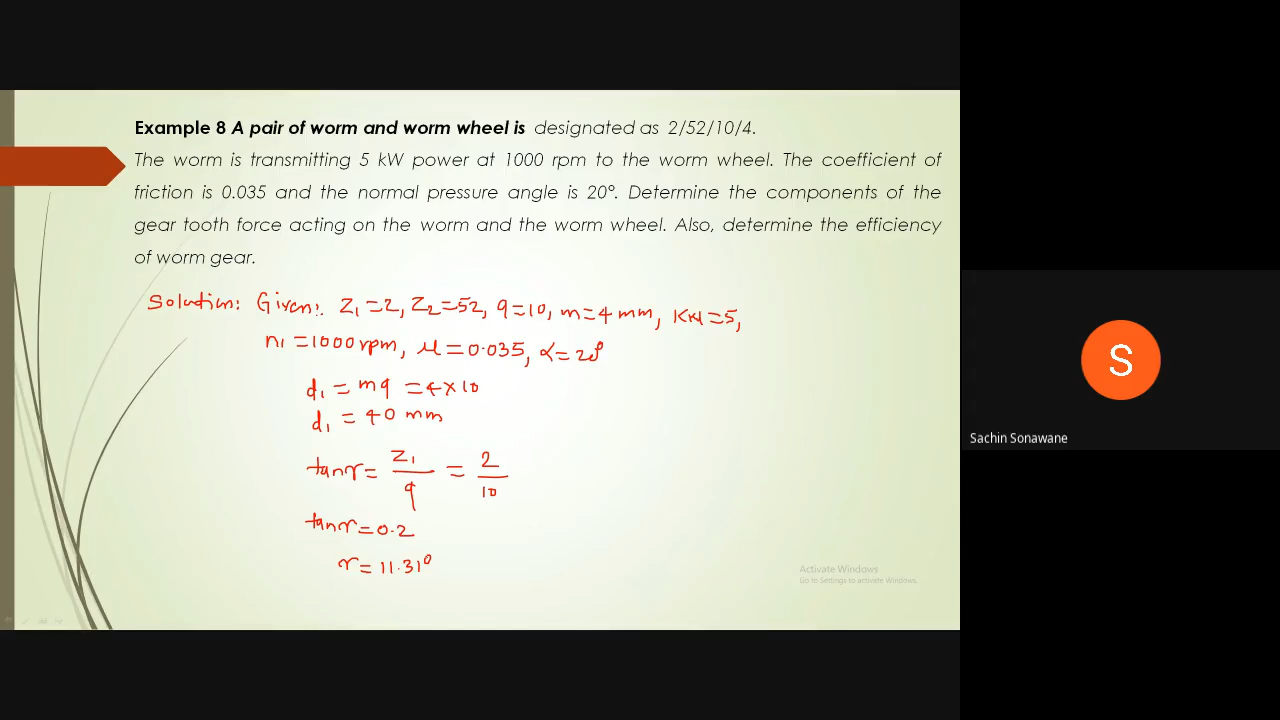 Example 8 A pair of worm and worm wheel is designated as 2/52/10/4.
The worm is transmitting 5 kW power at 1000 rpm to the worm wheel. The coefficient of
friction is 0.035 and the normal pressure angle is 20°. Determine the components of the
gear tooth force acting on the worm and the worm wheel. Also, determine the efficiency
of worm gear.
Solution: Given: Z1 = 2, Z2 = 52, q = 10, m = 4 mm, KW = 5,
n1 = 1000 rpm, μ = 0.035, α = 20°
d1 = mq = 4 × 10
d1 = 40 mm
tan r = Z1/q = 2/10
tan r = 0.2
r = 11.31°
Activate Windows
Go to Settings to activate Windows.
S
Sachin Sonawane